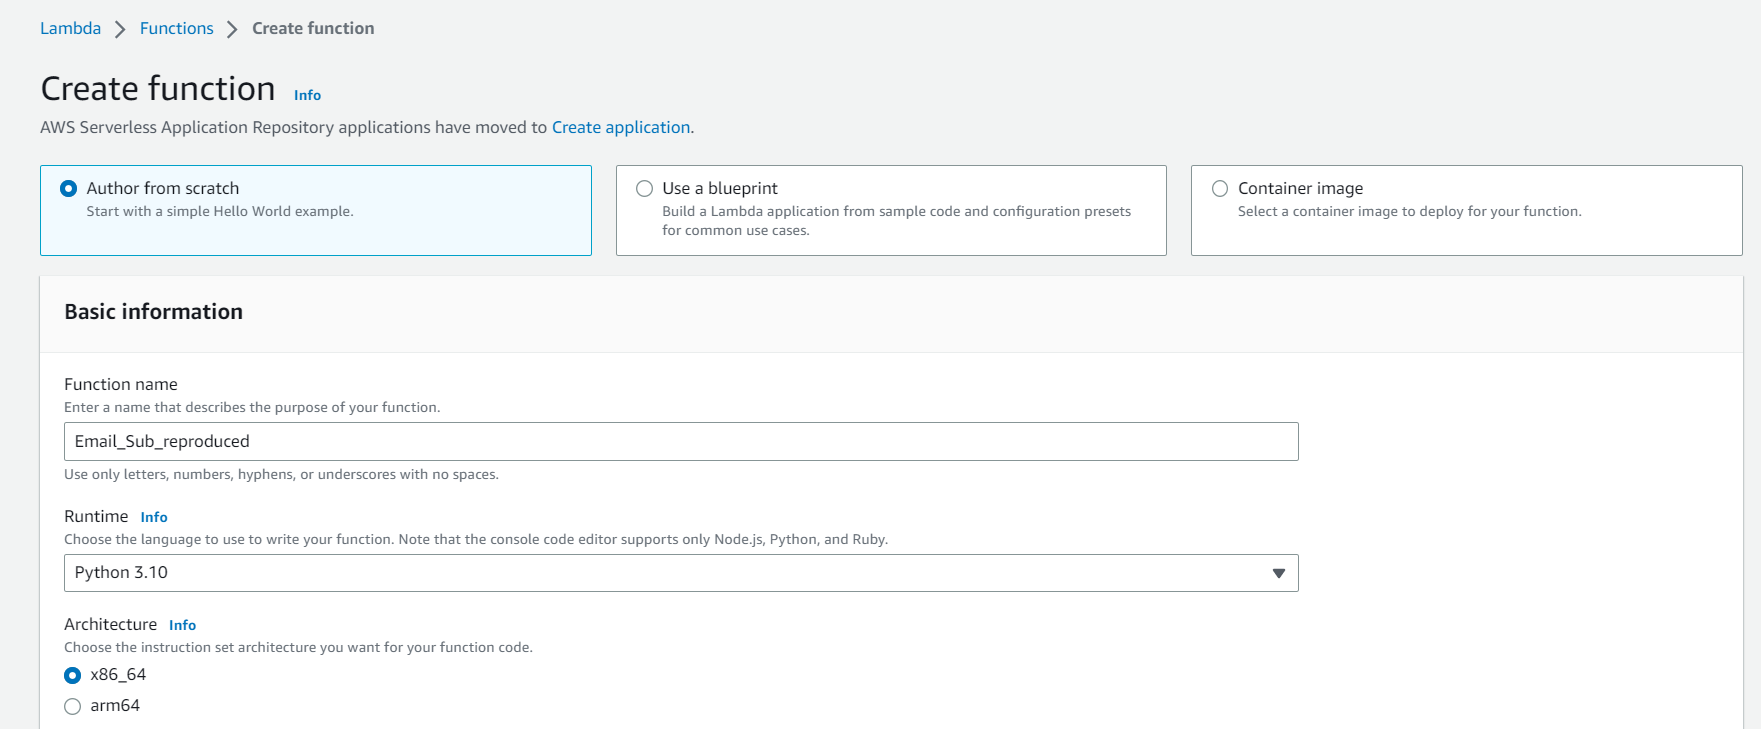 Lambda > Functions > Create function
Create function Info
AWS Serverless Application Repository applications have moved to Create application.
Author from scratch
Start with a simple Hello World example.
Use a blueprint
Build a Lambda application from sample code and configuration presets
for common use cases.
Container image
Select a container image to deploy for your function.
Basic information
Function name
Enter a name that describes the purpose of your function.
Email_Sub_reproduced
Use only letters, numbers, hyphens, or underscores with no spaces.
Runtime Info
Choose the language to use to write your function. Note that the console code editor supports only Node.js, Python, and Ruby.
Python 3.10
Architecture Info
Choose the instruction set architecture you want for your function code.
x86_64
arm64